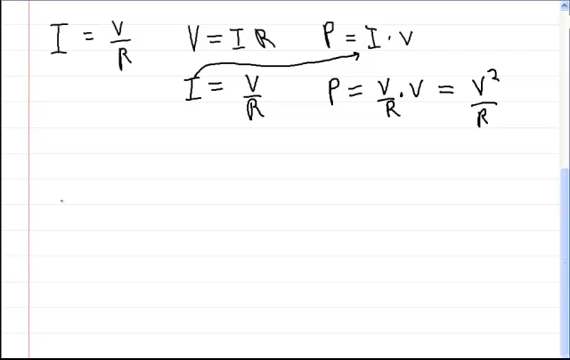 I = V/R V = I R P = I · V
I = V/R P = V/R · V = V²/R